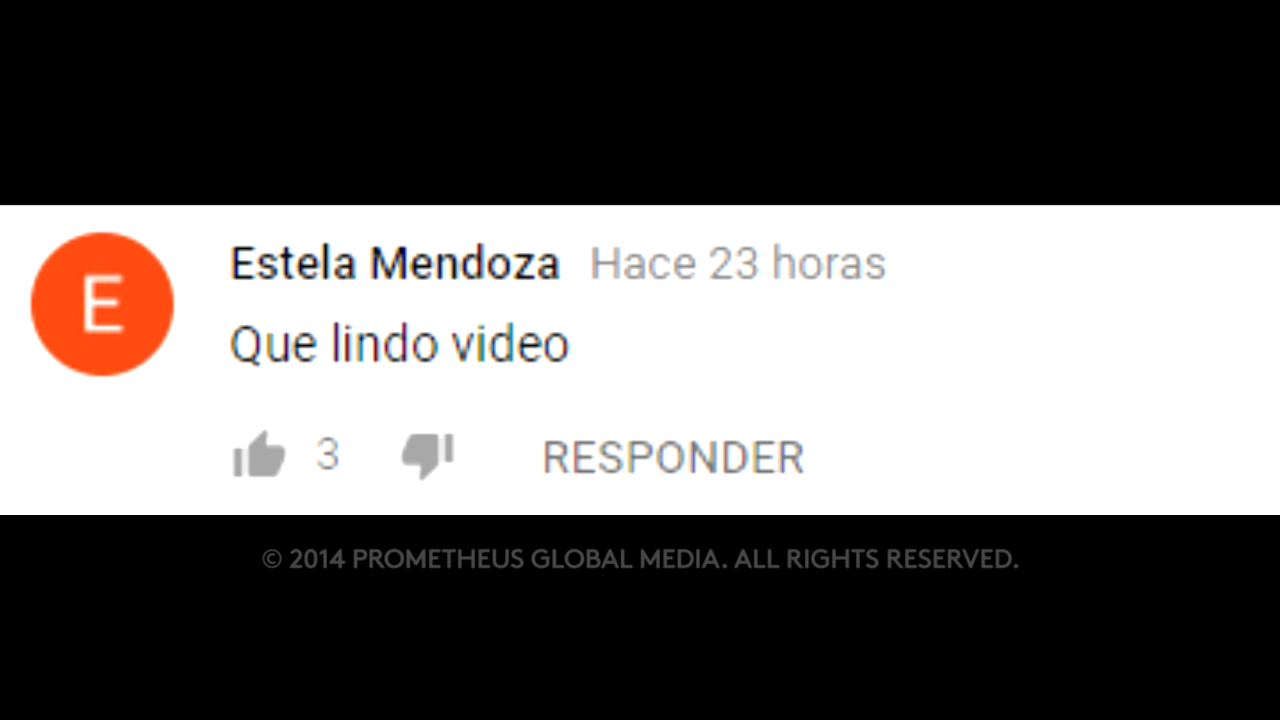 E
Estela Mendoza Hace 23 horas
Que lindo video
3 RESPONDER
© 2014 PROMETHEUS GLOBAL MEDIA. ALL RIGHTS RESERVED.